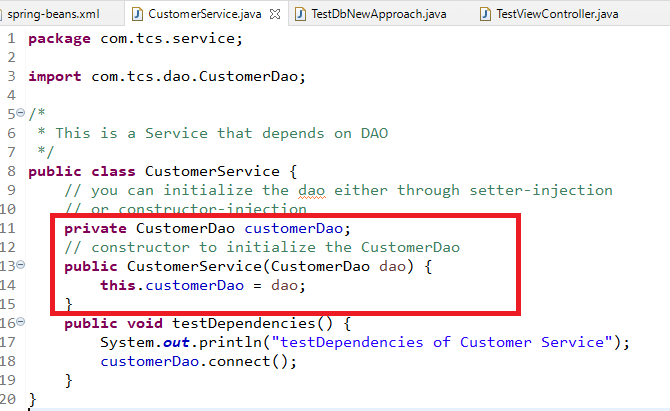 spring-beans.xml CustomerService.java TestDbNewApproach.java TestViewController.java
1 package com.tcs.service;
2
3 import com.tcs.dao.CustomerDao;
4
5 /*
6  * This is a Service that depends on DAO
7  */
8 public class CustomerService {
9     // you can initialize the dao either through setter-injection
10     // or constructor-injection
11     private CustomerDao customerDao;
12     // constructor to initialize the CustomerDao
13     public CustomerService(CustomerDao dao) {
14         this.customerDao = dao;
15     }
16     public void testDependencies() {
17         System.out.println("testDependencies of Customer Service");
18         customerDao.connect();
19     }
20 }